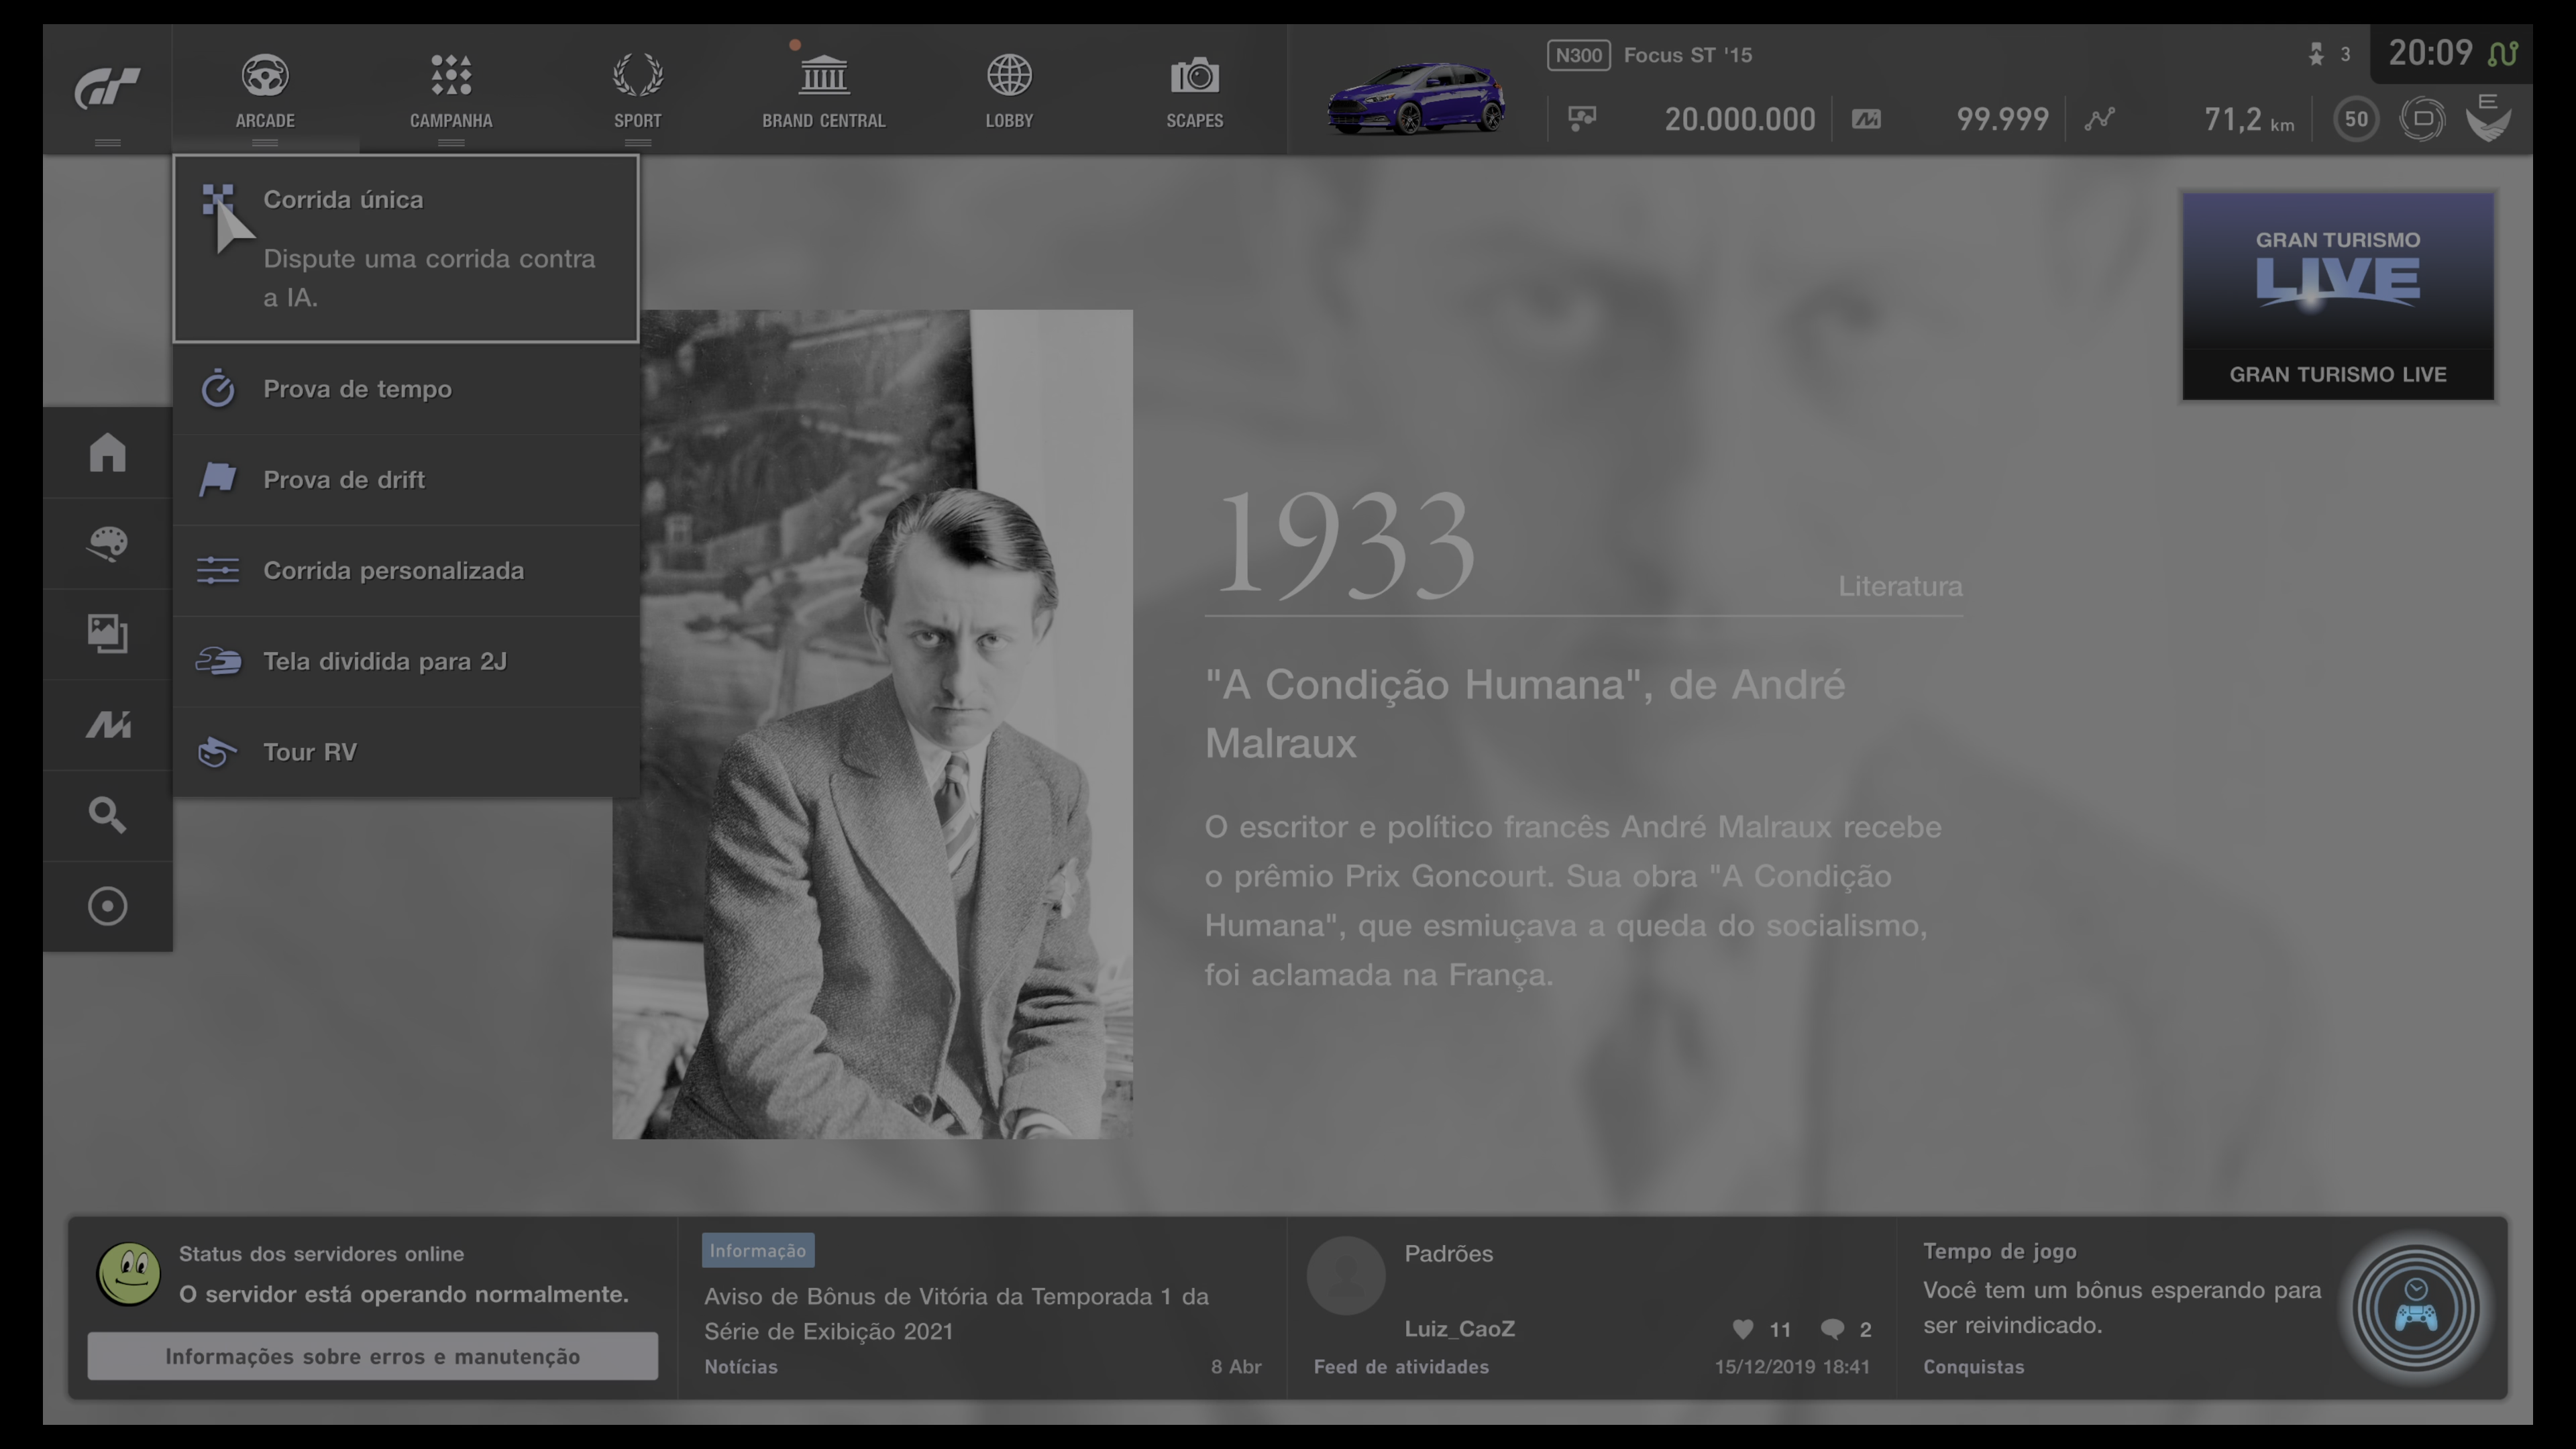 ARCADE
CAMPANHA
SPORT
BRAND CENTRAL
LOBBY
SCAPES
N300 Focus ST '15
3
20:09
20.000.000
99.999
71,2 km
50
D
E
Corrida única
Dispute uma corrida contra
a IA.
Prova de tempo
Prova de drift
Corrida personalizada
Tela dividida para 2J
Tour RV
GRAN TURISMO
LIVE
GRAN TURISMO LIVE
1933
Literatura
"A Condição Humana", de André
Malraux
O escritor e político francês André Malraux recebe
o prêmio Prix Goncourt. Sua obra "A Condição
Humana", que esmiuçava a queda do socialismo,
foi aclamada na França.
Status dos servidores online
O servidor está operando normalmente.
Informações sobre erros e manutenção
Informação
Aviso de Bônus de Vitória da Temporada 1 da
Série de Exibição 2021
Notícias
8 Abr
Padrões
Luiz_CaoZ
11
2
Feed de atividades
15/12/2019 18:41
Tempo de jogo
Você tem um bônus esperando para
ser reivindicado.
Conquistas